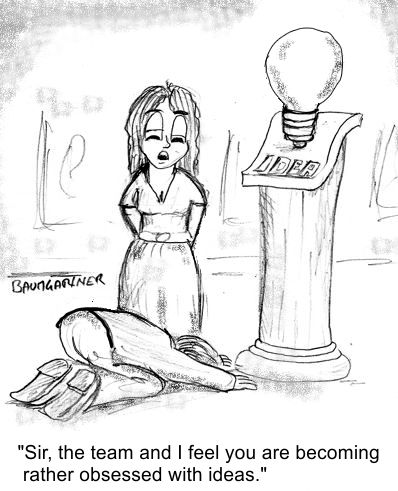 IDEA
BAUMGARTNER
"Sir, the team and I feel you are becoming
rather obsessed with ideas."